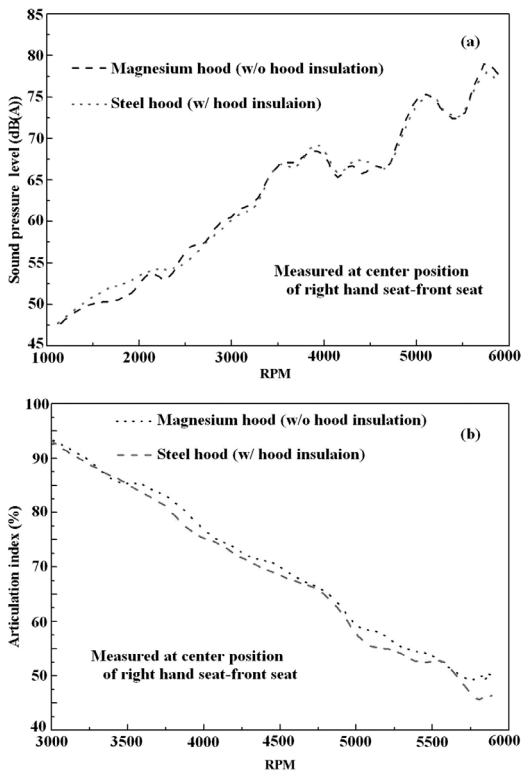 85
80
75
70
65
60
55
50
45
Sound pressure level (dB(A))
(a)
Magnesium hood (w/o hood insulation)
Steel hood (w/ hood insulaion)
Measured at center position
of right hand seat-front seat
1000 2000 3000 4000 5000 6000
RPM
100
90
80
70
60
50
40
Articulation index (%)
Magnesium hood (w/o hood insulation)
(b)
Steel hood (w/ hood insulaion)
Measured at center position
of right hand seat-front seat
3000 3500 4000 4500 5000 5500 6000
RPM